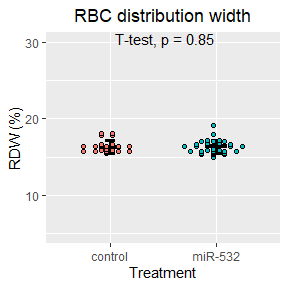 RBC distribution width
T-test, p = 0.85
30
20
10
RDW (%)
control
miR-532
Treatment